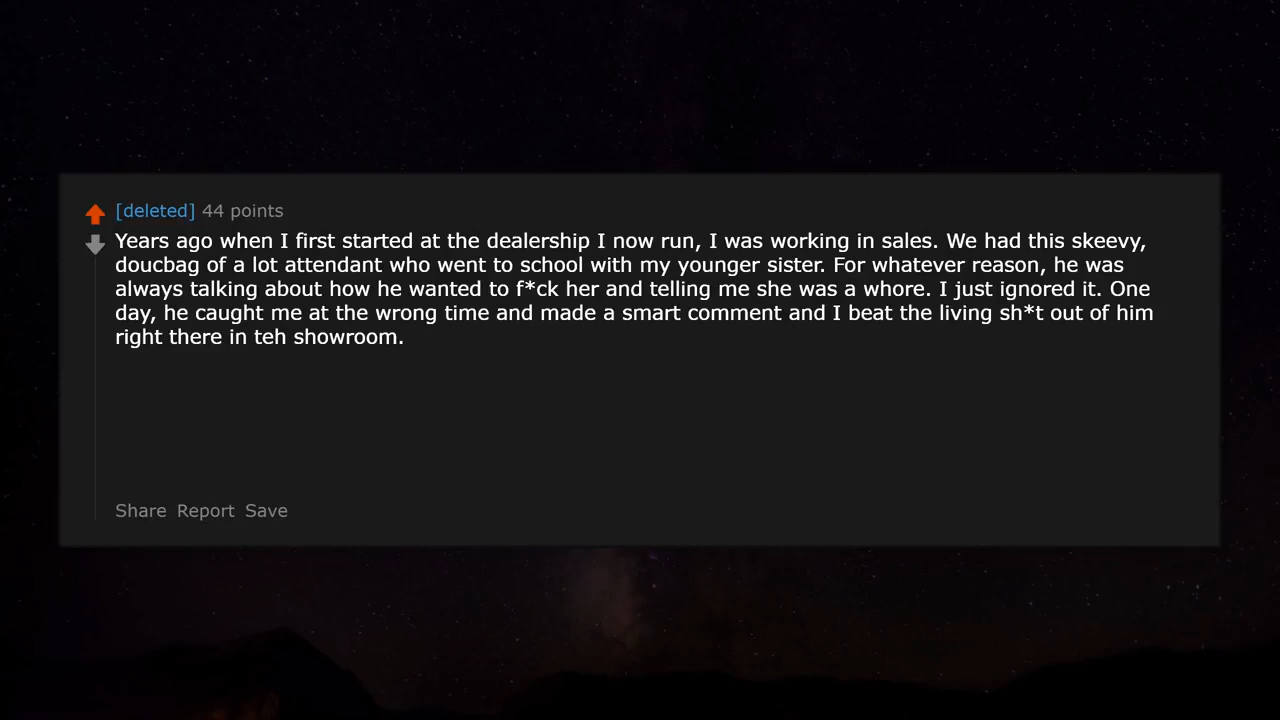 [deleted] 44 points
Years ago when I first started at the dealership I now run, I was working in sales. We had this skeevy,
doucbag of a lot attendant who went to school with my younger sister. For whatever reason, he was
always talking about how he wanted to f*ck her and telling me she was a whore. I just ignored it. One
day, he caught me at the wrong time and made a smart comment and I beat the living sh*t out of him
right there in teh showroom.
Share Report Save